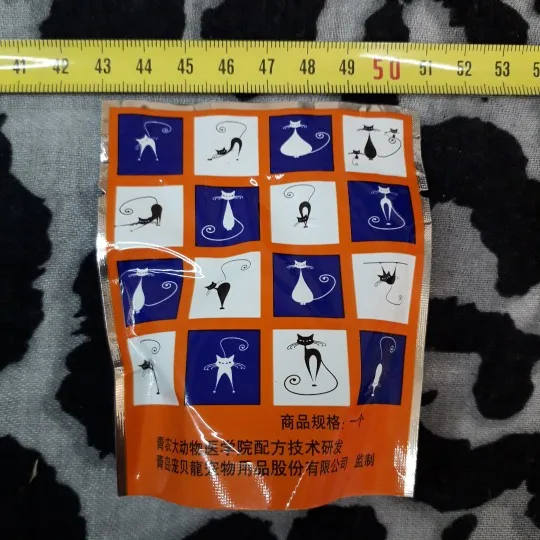 41 42 43 44 45 46 47 48 49 50 51 52 53
商品规格：一个
青农大动物医学院配方技术研发
青岛宠贝龍宠物用品股份有限公司 监制